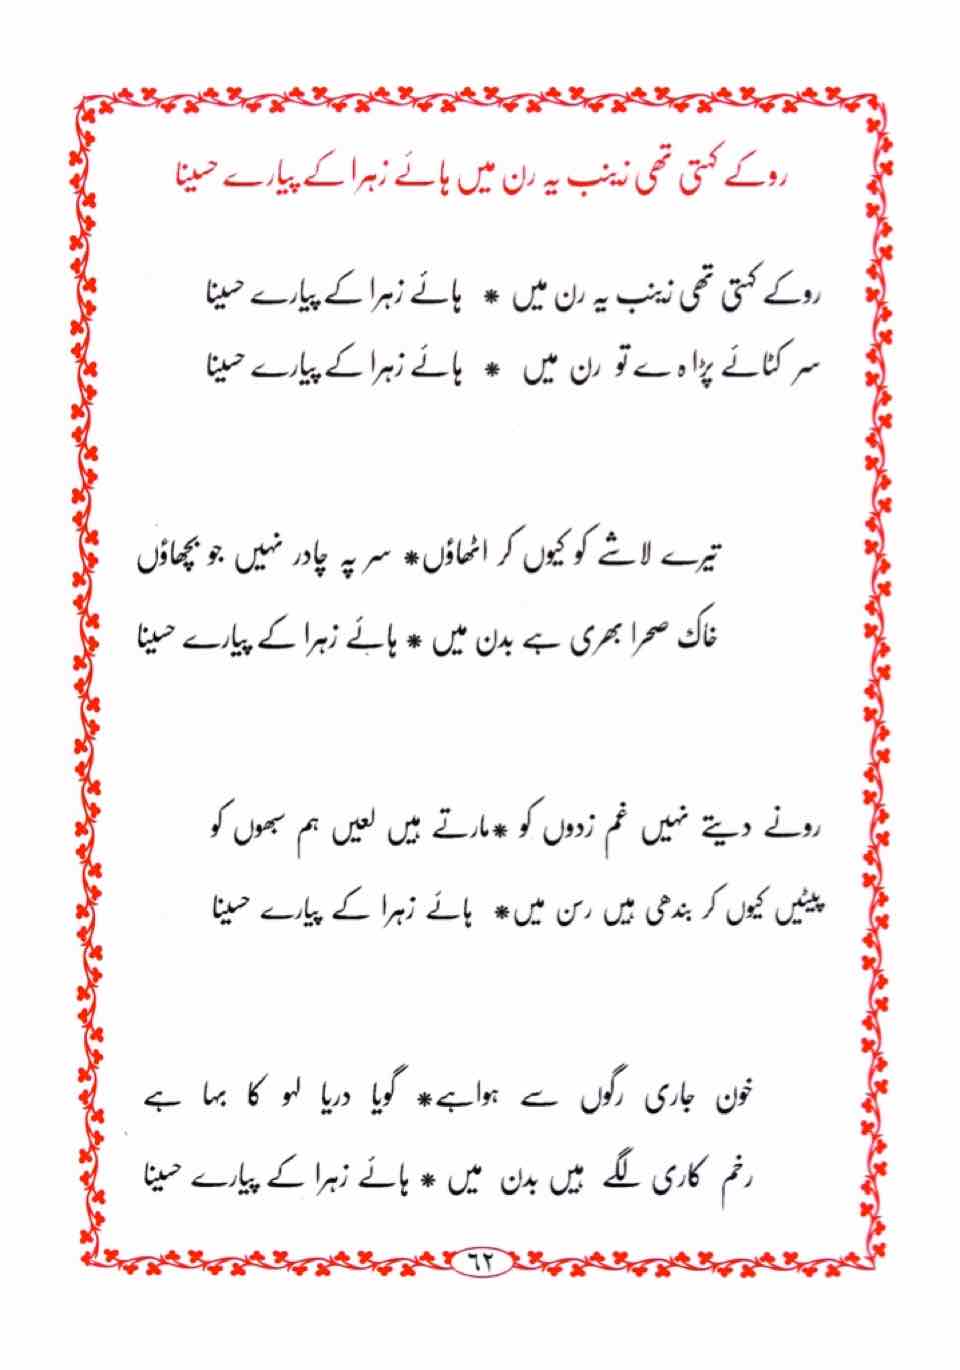 روکے کہتی تھی زینب یہ رن میں ہائے زہرا کے پیارے حسینا
روکے کہتی تھی زینب یہ رن میں * ہائے زہرا کے پیارے حسینا
سر کٹائے پڑا ہ ے تو رن میں * ہائے زہرا کے پیارے حسینا
تیرے لاشے کو کیوں کر اٹھاؤں* سر پہ چادر نہیں جو بچھاؤں
خاک صحرا بھری ہے بدن میں * ہائے زہرا کے پیارے حسینا
رونے دیتے نہیں غم زدوں کو *مارتے ہیں لعیں ہم سبھوں کو
پیٹیں کیوں کر بندھی ہیں رسن میں* ہائے زہرا کے پیارے حسینا
خون جاری رگوں سے ہواہے* گویا دریا لہو کا بہا ہے
رخم کاری لگے ہیں بدن میں * ہائے زہرا کے پیارے حسینا
٦٢